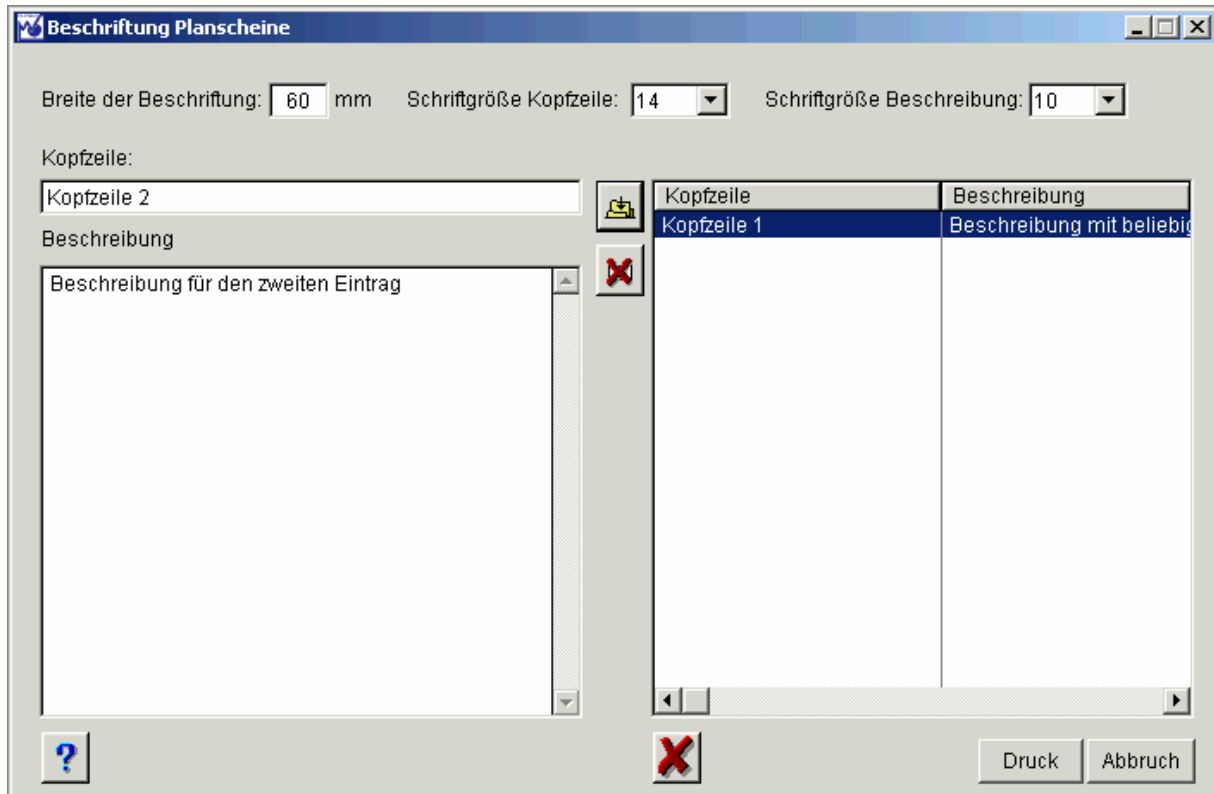 Beschriftung Planscheine
Breite der Beschriftung: 60 mm Schriftgröße Kopfzeile: 14 Schriftgröße Beschreibung: 10
Kopfzeile:
Kopfzeile 2
Beschreibung
Beschreibung für den zweiten Eintrag
Kopfzeile Beschreibung
Kopfzeile 1 Beschreibung mit beliebig
? Druck Abbruch